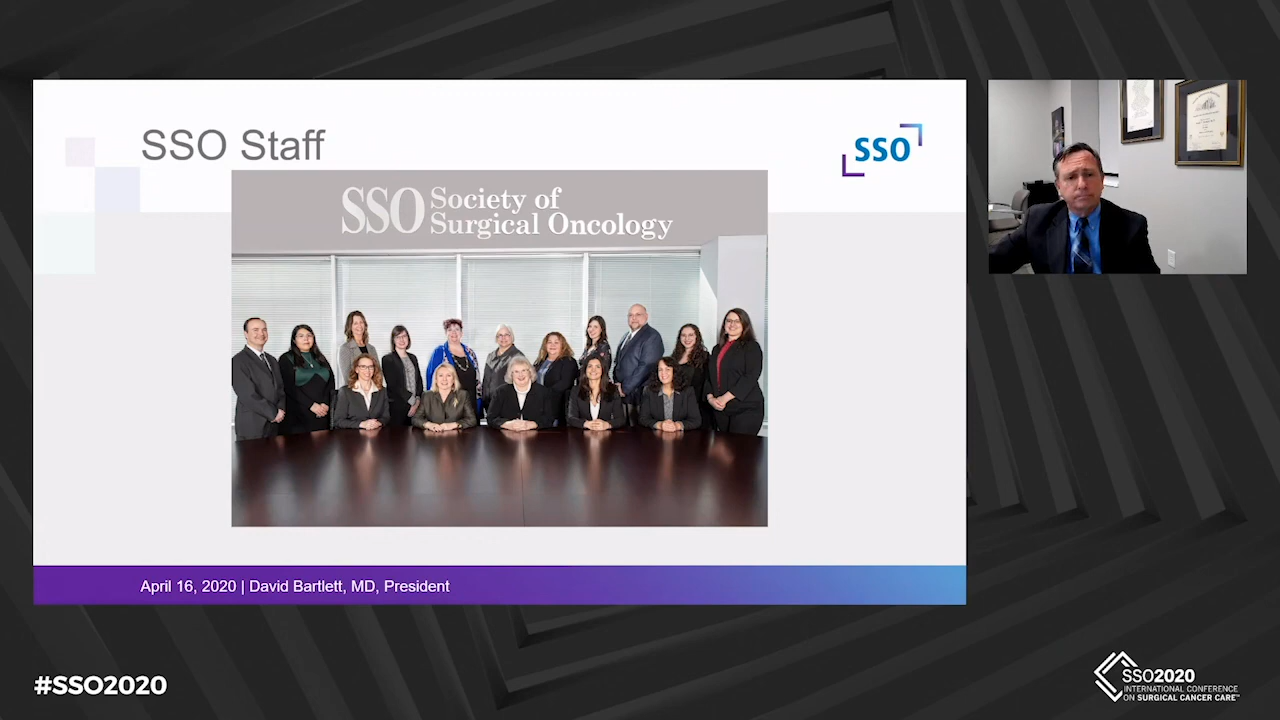 SSO Staff
SSO
SSO Society of
Surgical Oncology
April 16, 2020 | David Bartlett, MD, President
#SSO2020
SSO2020
INTERNATIONAL CONFERENCE
ON SURGICAL CANCER CARE™